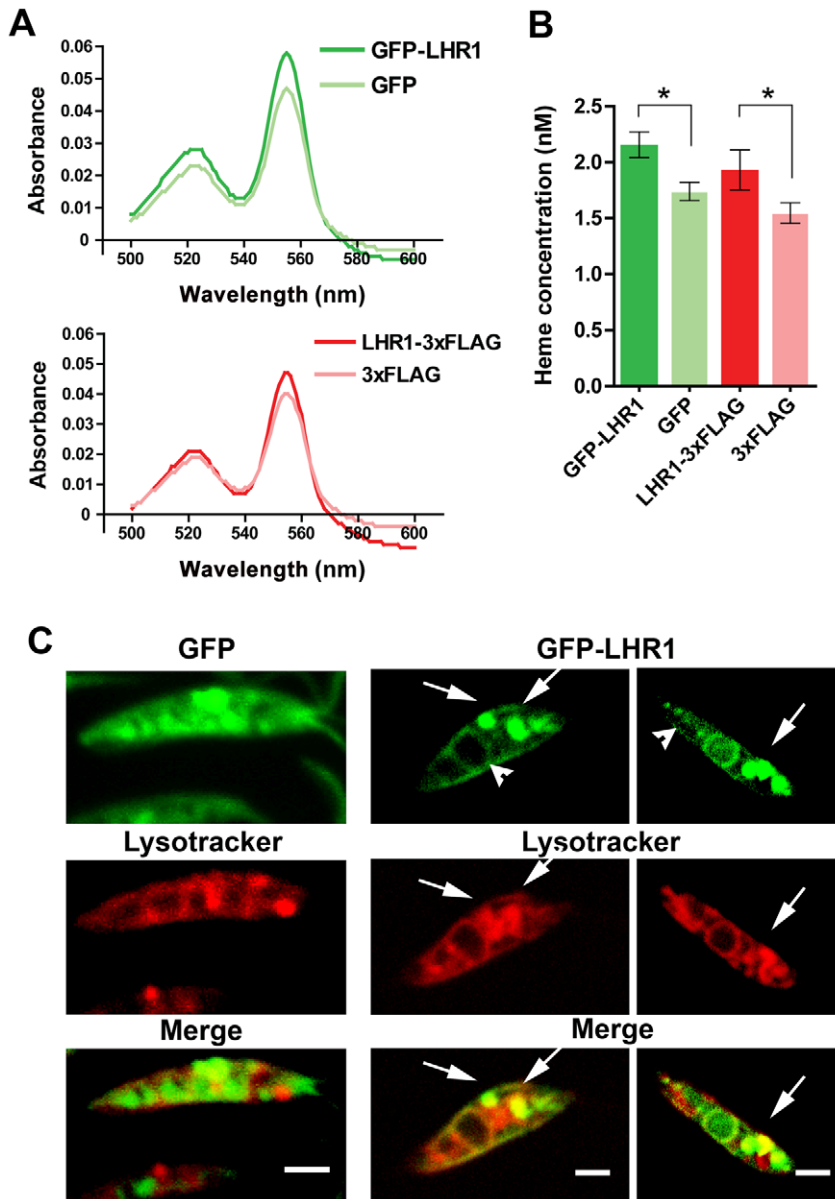 A
GFP-LHR1
GFP
0.06
0.05
0.04
0.03
0.02
0.01
0
500 520 540 560 580 600
Absorbance
Wavelength (nm)
LHR1-3xFLAG
3xFLAG
0.06
0.05
0.04
0.03
0.02
0.01
0
500 520 540 560 580 600
Absorbance
Wavelength (nm)
B
* *
2.5
2.0
1.5
1.0
0.5
0.0
Heme concentration (nM)
GFP-LHR1
GFP
LHR1-3xFLAG
3xFLAG
C
GFP GFP-LHR1
Lysotracker Lysotracker
Merge Merge